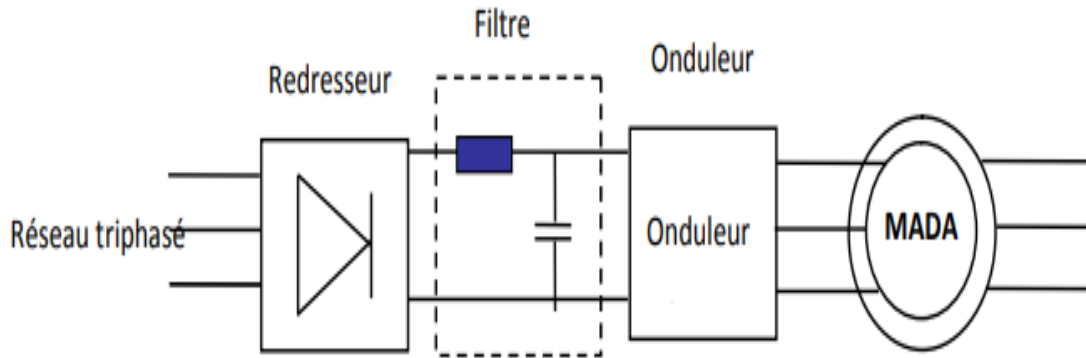 Filtre
Redresseur
Onduleur
Réseau triphasé
Onduleur
MADA